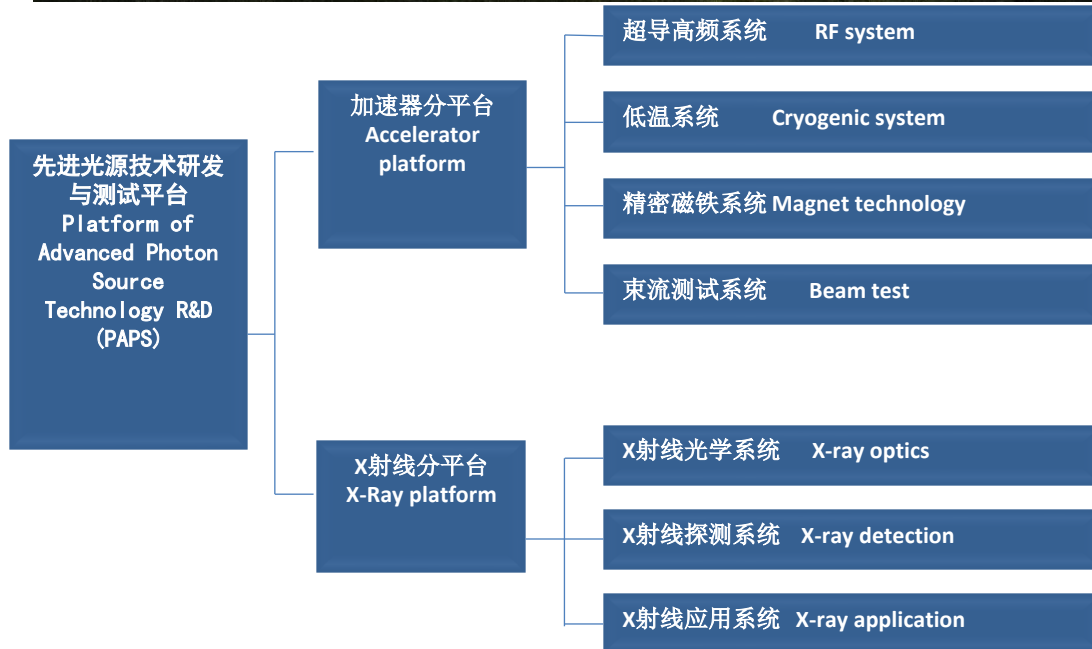 先进光源技术研发
与测试平台
Platform of
Advanced Photon
Source
Technology R&D
(PAPS)
加速器分平台
Accelerator
platform
超导高频系统 RF system
低温系统 Cryogenic system
精密磁铁系统 Magnet technology
束流测试系统 Beam test
X射线分平台
X-Ray platform
X射线光学系统 X-ray optics
X射线探测系统 X-ray detection
X射线应用系统 X-ray application